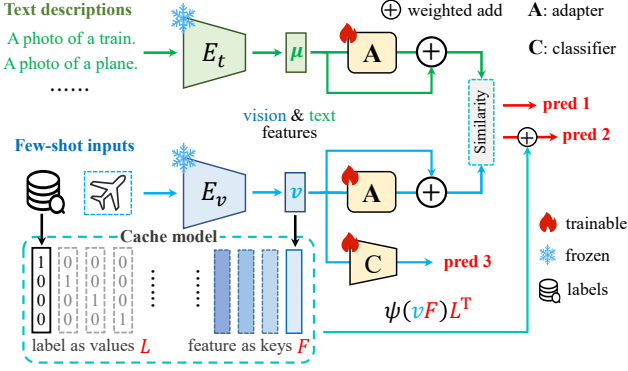 Text descriptions
A photo of a train.
A photo of a plane.
......
E_t
μ
A
weighted add
A: adapter
C: classifier
Similarity
pred 1
pred 2
vision & text
features
Few-shot inputs
E_v
v
A
C
pred 3
trainable
frozen
labels
Cache model
1 0 0 0
0 1 0 0
0 0 1 0
0 0 0 1
...... ......
label as values L
feature as keys F
ψ(vF)L^T